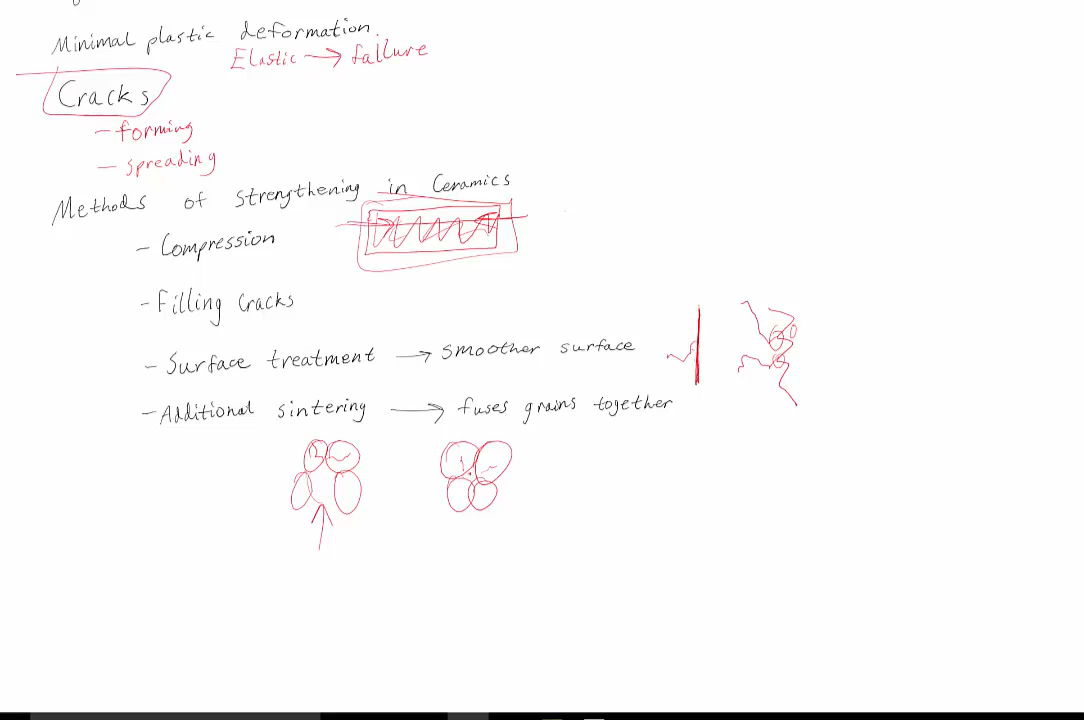 Minimal plastic deformation.
Elastic → failure
Cracks
- forming
- spreading
Methods of strengthening in Ceramics
- Compression
- Filling Cracks
- Surface treatment → smoother surface
- Additional sintering → fuses grains together